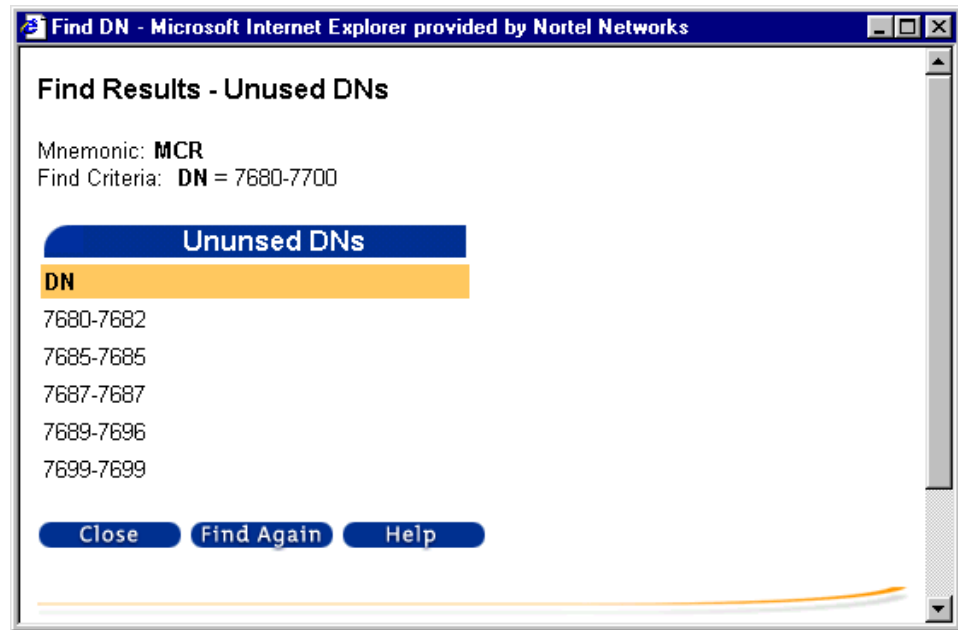 Find DN - Microsoft Internet Explorer provided by Nortel Networks
Find Results - Unused DNs
Mnemonic: MCR
Find Criteria: DN = 7680-7700
Ununsed DNs
DN
7680-7682
7685-7685
7687-7687
7689-7696
7699-7699
Close Find Again Help